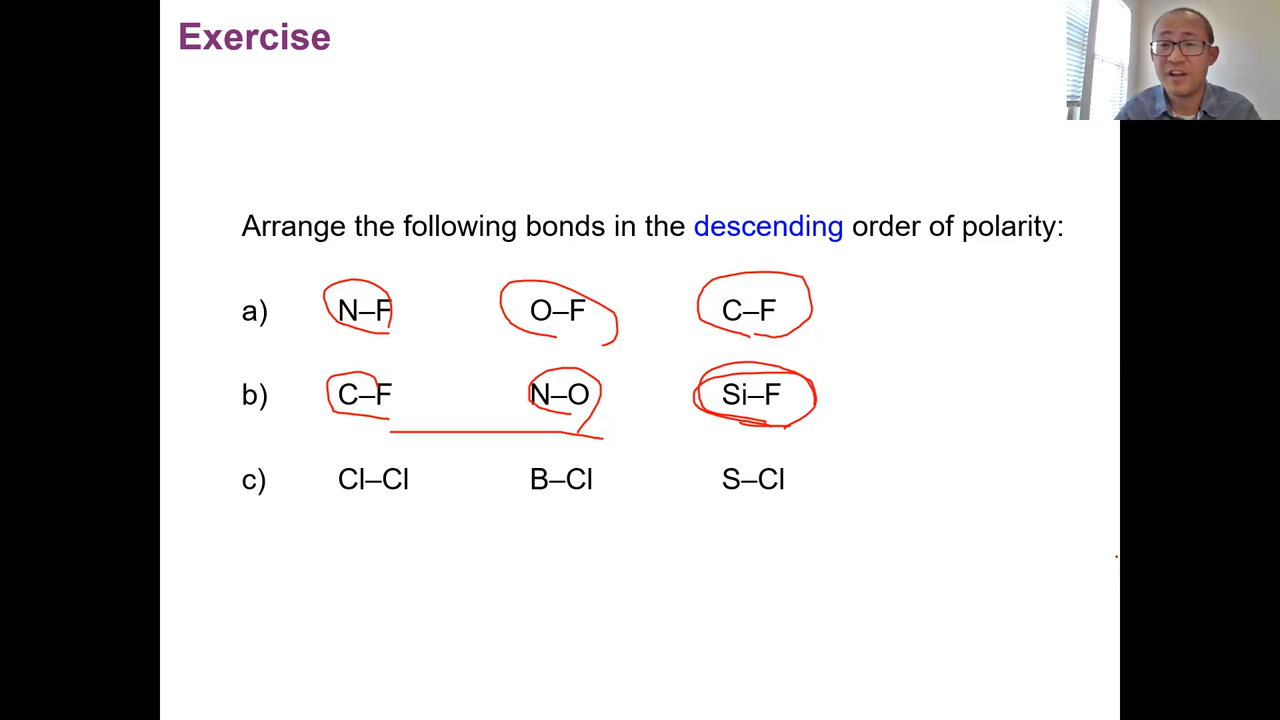 Exercise
Arrange the following bonds in the descending order of polarity:
a) N–F O–F C–F
b) C–F N–O Si–F
c) Cl–Cl B–Cl S–Cl